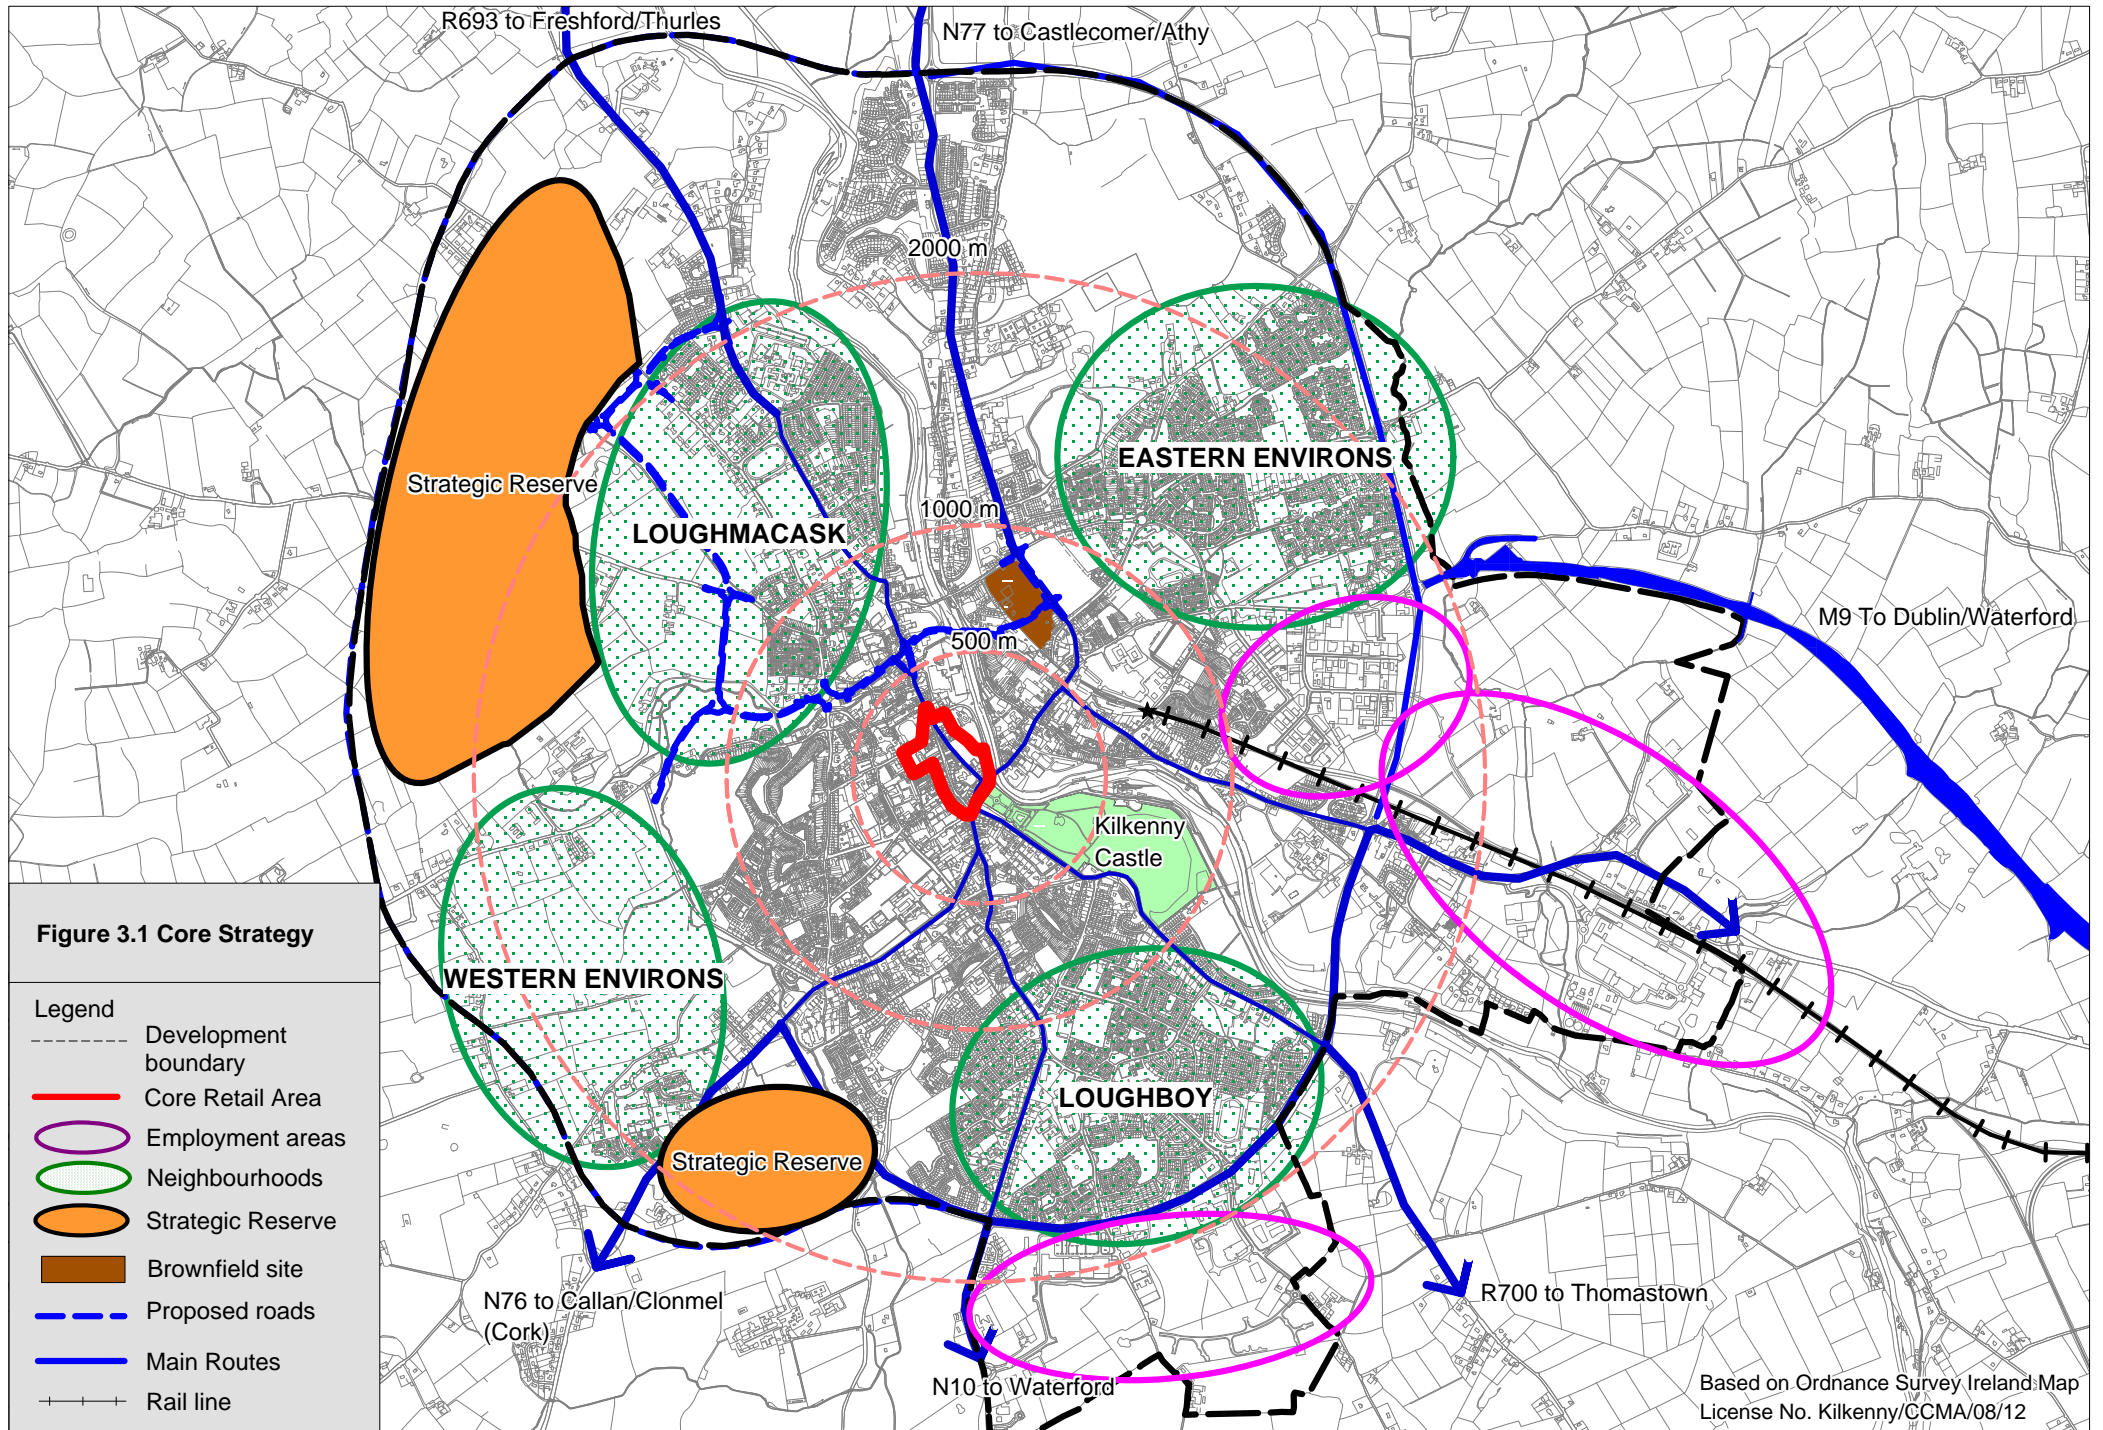 R693 to Freshford/Thurles
N77 to Castlecomer/Athy
2000 m
EASTERN ENVIRONS
Strategic Reserve
1000 m
LOUGHMACASK
M9 To Dublin/Waterford
500 m
Kilkenny
Castle
WESTERN ENVIRONS
LOUGHBOY
Strategic Reserve
N76 to Callan/Clonmel
(Cork)
R700 to Thomastown
N10 to Waterford
Figure 3.1 Core Strategy
Legend
Development
boundary
Core Retail Area
Employment areas
Neighbourhoods
Strategic Reserve
Brownfield site
Proposed roads
Main Routes
Rail line
Based on Ordnance Survey Ireland Map
License No. Kilkenny/CCMA/08/12